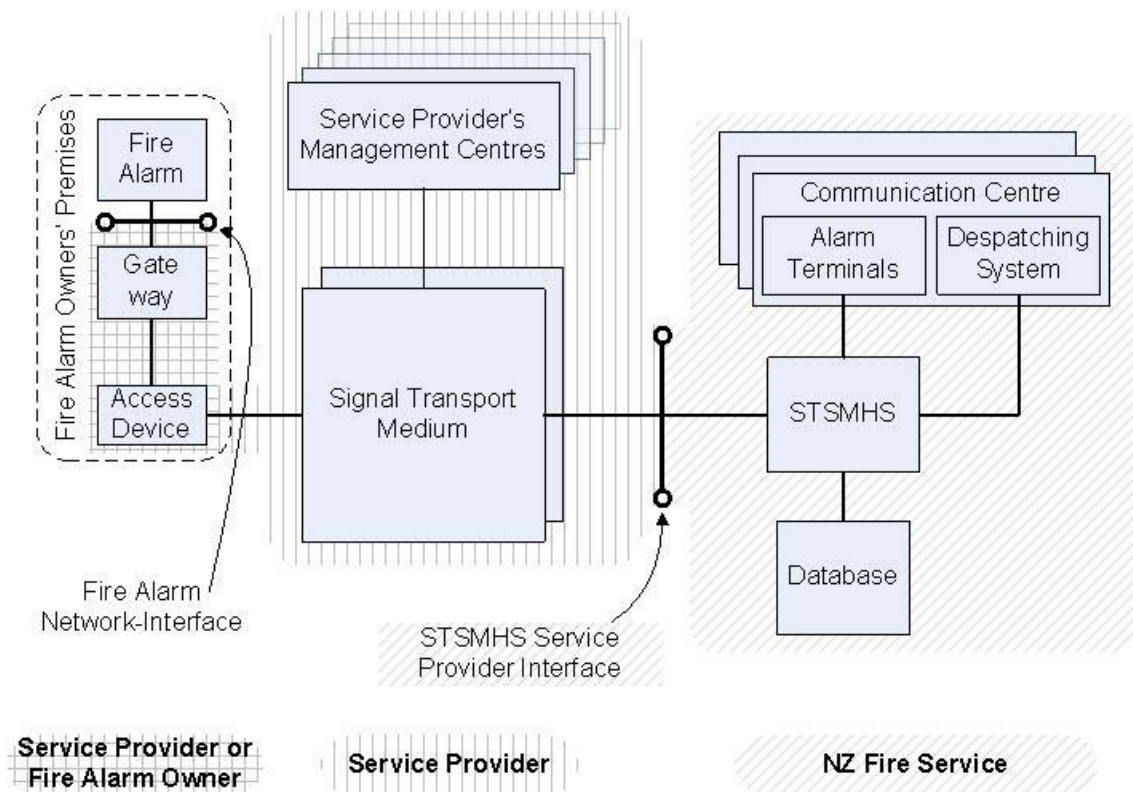 Fire Alarm Owners' Premises
Fire
Alarm
Gate
way
Access
Device
Service Provider's
Management Centres
Signal Transport
Medium
Communication Centre
Alarm
Terminals
Despatching
System
STSMHS
Database
Fire Alarm
Network-Interface
STSMHS Service
Provider Interface
Service Provider or
Fire Alarm Owner
Service Provider
NZ Fire Service